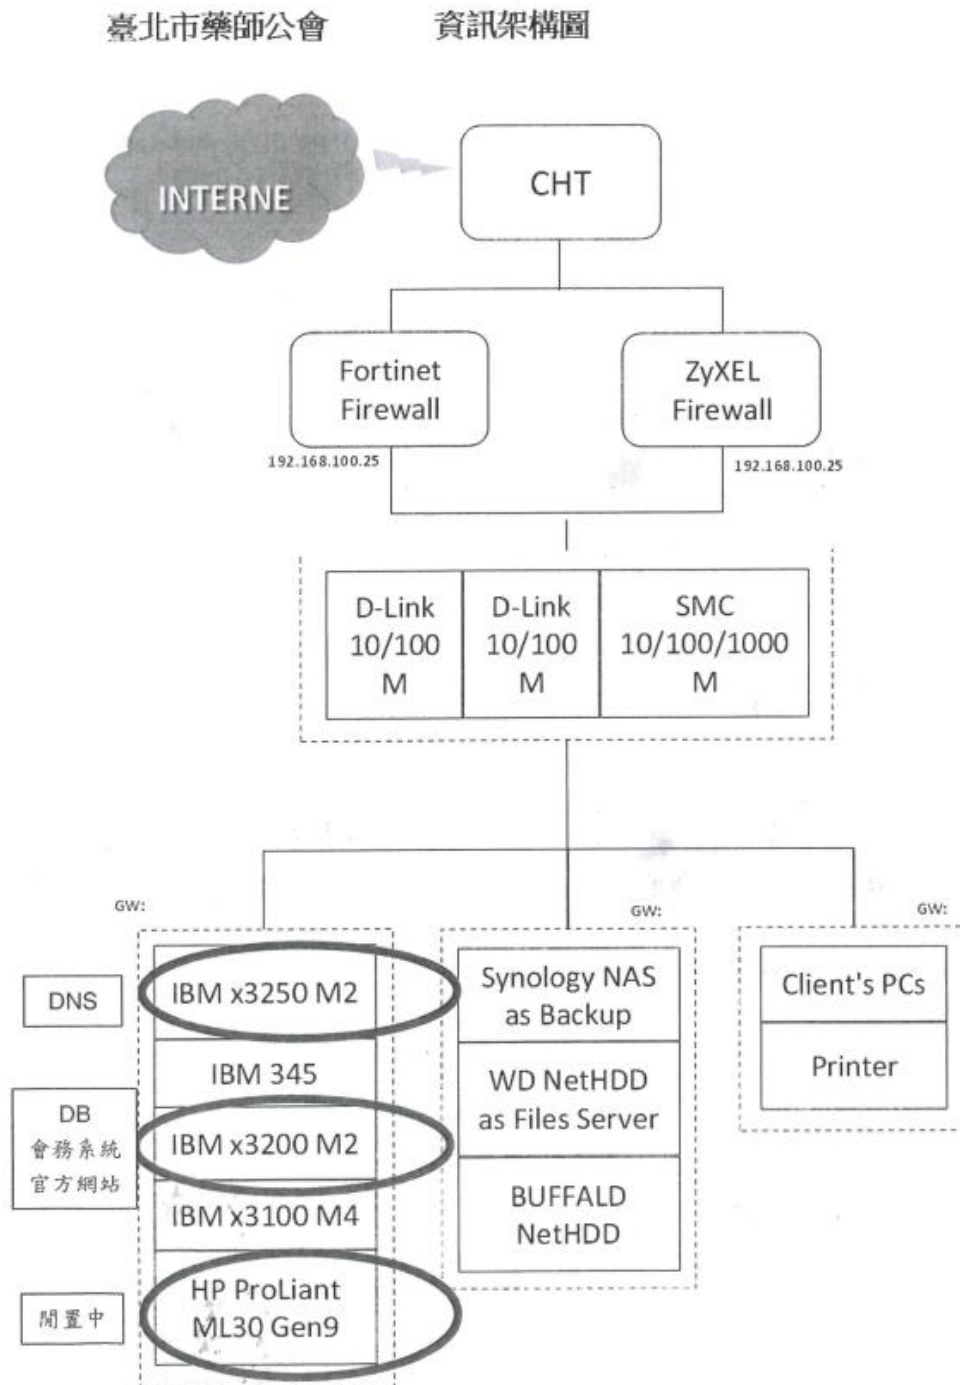 臺北市藥師公會 資訊架構圖
INTERNE
CHT
Fortinet
Firewall
ZyXEL
Firewall
192.168.100.25
192.168.100.25
D-Link
10/100
M
D-Link
10/100
M
SMC
10/100/1000
M
GW:
GW:
GW:
DNS
IBM x3250 M2
IBM 345
DB
會務系統
官方網站
IBM x3200 M2
IBM x3100 M4
閒置中
HP ProLiant
ML30 Gen9
Synology NAS
as Backup
WD NetHDD
as Files Server
BUFFALD
NetHDD
Client's PCs
Printer